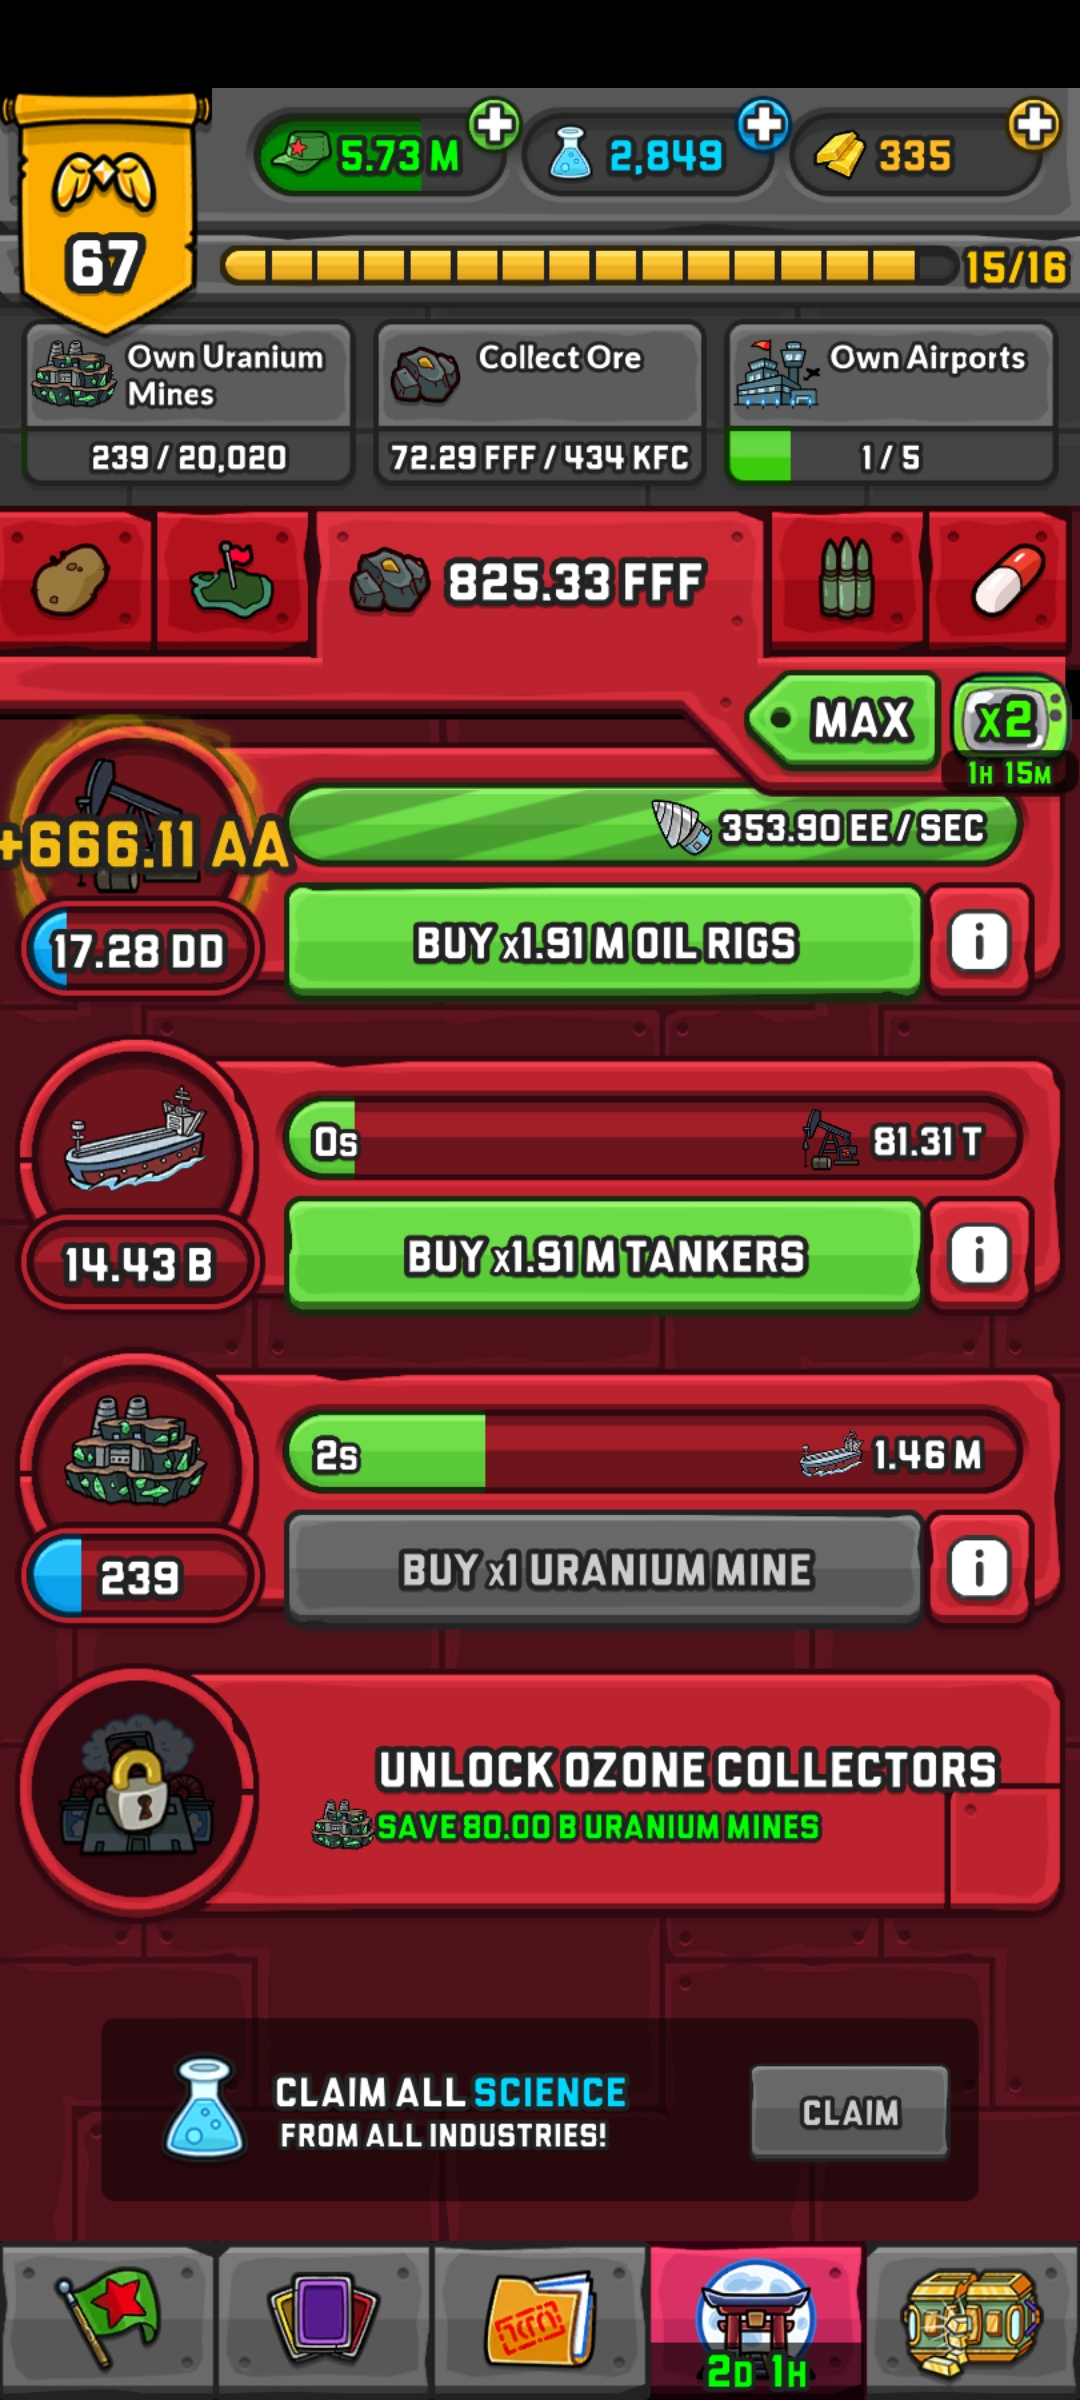 5.73 M
2,849
335
67
15/16
Own Uranium
Mines
239 / 20,020
Collect Ore
72.29 FFF / 434 KFC
Own Airports
1 / 5
825.33 FFF
MAX
x2
1H 15M
+666.11 AA
353.90 EE / SEC
17.28 DD
BUY x1.91 M OIL RIGS
i
0s
81.31 T
14.43 B
BUY x1.91 M TANKERS
i
2s
1.46 M
239
BUY x1 URANIUM MINE
i
UNLOCK OZONE COLLECTORS
SAVE 80.00 B URANIUM MINES
CLAIM ALL SCIENCE
FROM ALL INDUSTRIES!
CLAIM
2D 1H